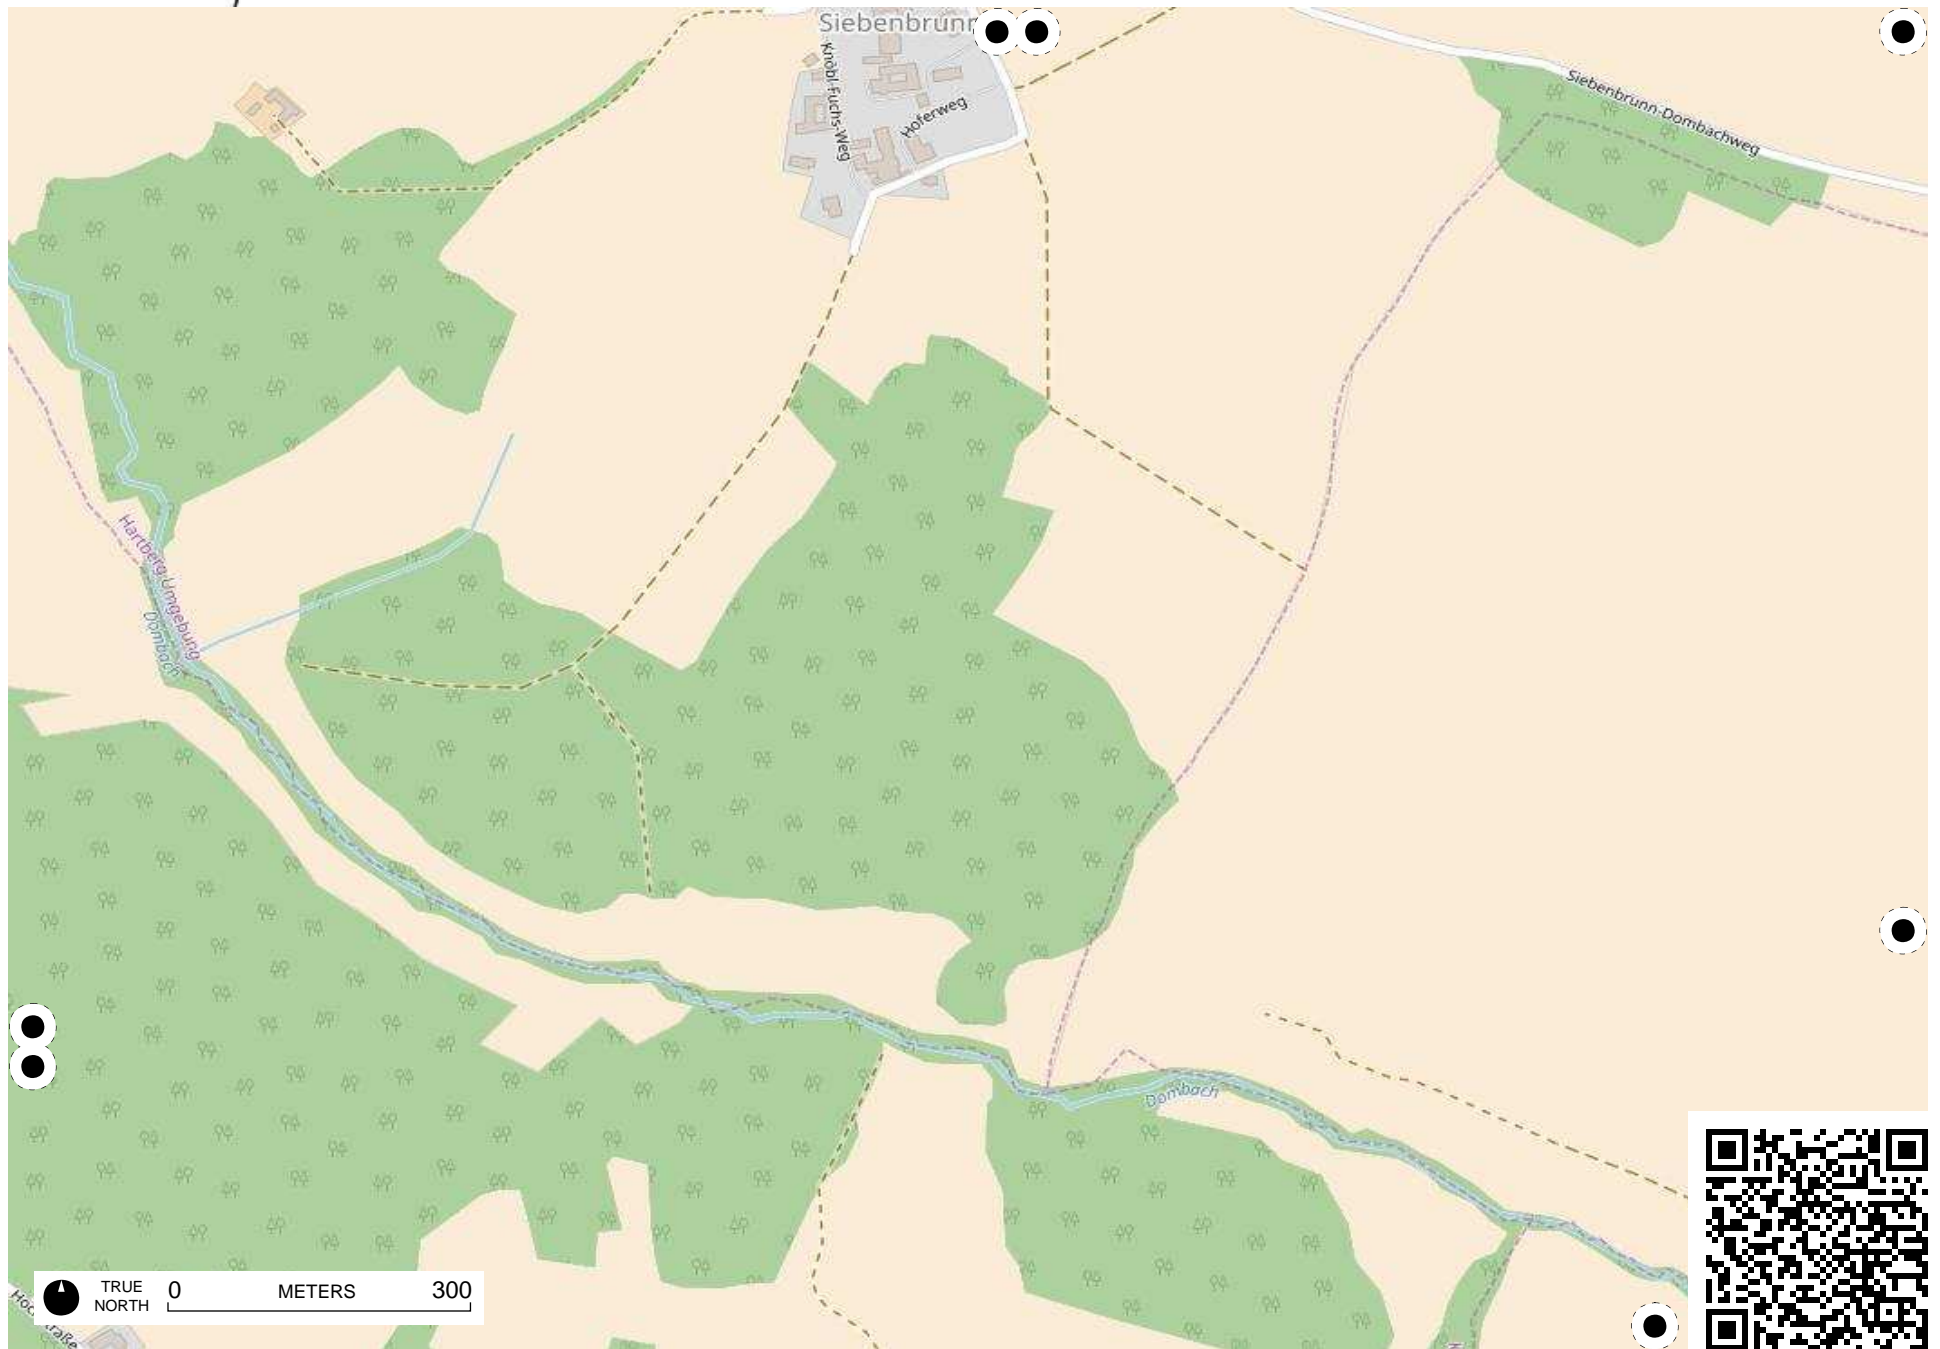 Siebenbrunn
Knöbl-Fuchs-Weg
Hoferweg
Siebenbrunn-Dombachweg
Hartberg Umgebung
Dombach
Dombach
TRUE
NORTH
0 METERS 300